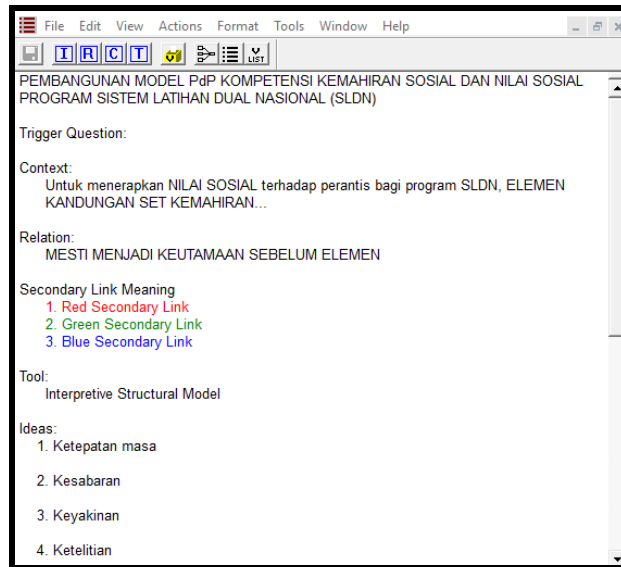 File Edit View Actions Format Tools Window Help
I R C T V LIST
PEMBANGUNAN MODEL PdP KOMPETENSI KEMAHIRAN SOSIAL DAN NILAI SOSIAL
PROGRAM SISTEM LATIHAN DUAL NASIONAL (SLDN)
Trigger Question:
Context:
Untuk menerapkan NILAI SOSIAL terhadap perantis bagi program SLDN, ELEMEN
KANDUNGAN SET KEMAHIRAN...
Relation:
MESTI MENJADI KEUTAMAAN SEBELUM ELEMEN
Secondary Link Meaning
1. Red Secondary Link
2. Green Secondary Link
3. Blue Secondary Link
Tool:
Interpretive Structural Model
Ideas:
1. Ketepatan masa
2. Kesabaran
3. Keyakinan
4. Ketelitian